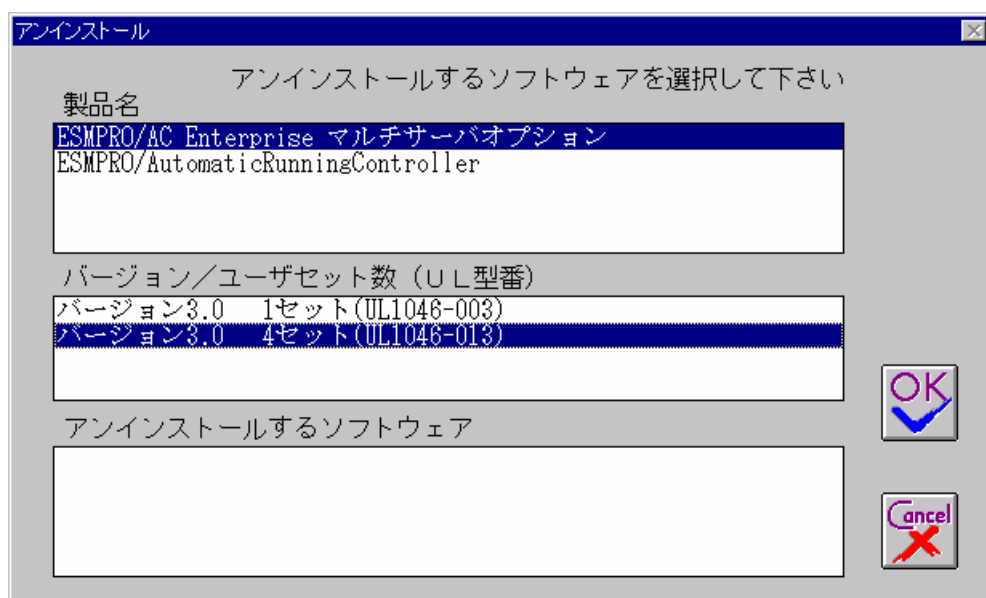 アンインストール
アンインストールするソフトウェアを選択して下さい
製品名
ESMPRO/AC Enterprise マルチサーバオプション
ESMPRO/AutomaticRunningController
バージョン／ユーザセット数（ＵＬ型番）
バージョン3.0　1セット(UL1046-003)
バージョン3.0　4セット(UL1046-013)
OK
アンインストールするソフトウェア
Cancel